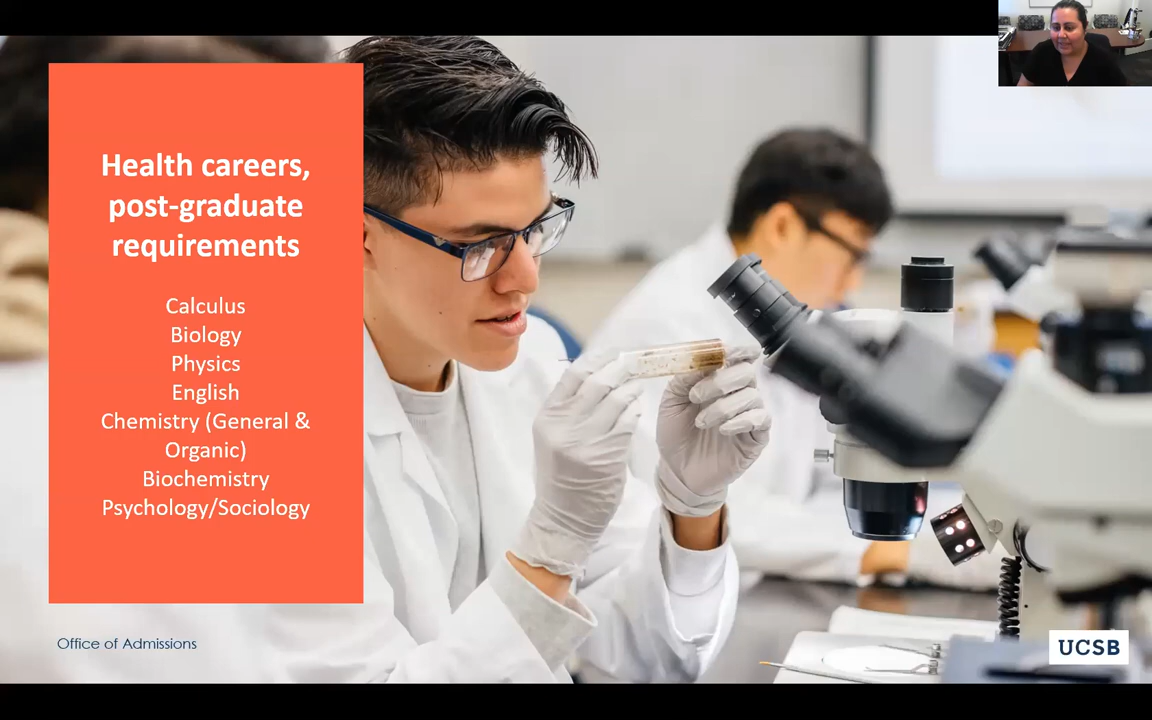 Health careers,
post-graduate
requirements
Calculus
Biology
Physics
English
Chemistry (General &
Organic)
Biochemistry
Psychology/Sociology
Office of Admissions
UCSB